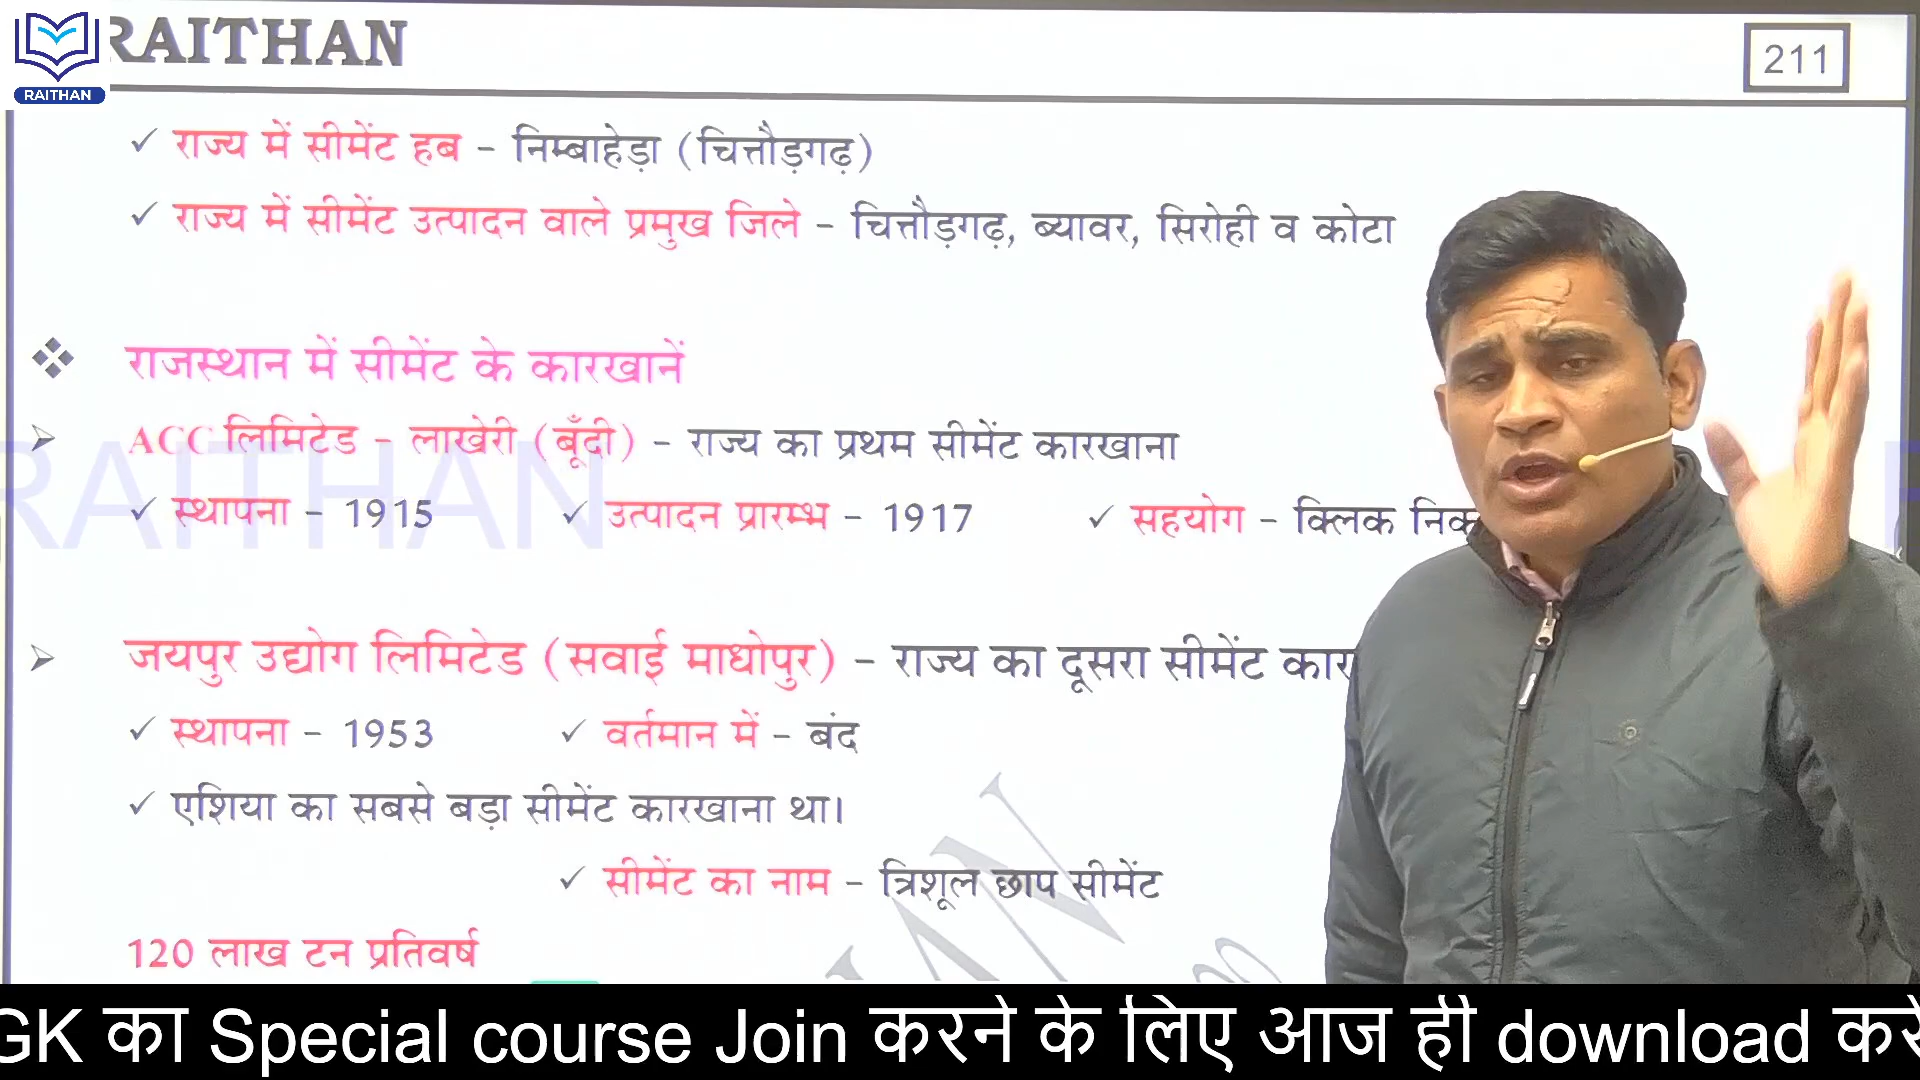 RAITHAN
RAITHAN
211
✓ राज्य में सीमेंट हब - निम्बाहेड़ा (चित्तौड़गढ़)
✓ राज्य में सीमेंट उत्पादन वाले प्रमुख जिले - चित्तौड़गढ़, ब्यावर, सिरोही व कोटा
❖ राजस्थान में सीमेंट के कारखानें
➢ ACC लिमिटेड - लाखेरी (बूँदी) - राज्य का प्रथम सीमेंट कारखाना
RAITHAN
✓ स्थापना - 1915 ✓ उत्पादन प्रारम्भ - 1917 ✓ सहयोग - क्लिक
➢ जयपुर उद्योग लिमिटेड (सवाई माधोपुर) - राज्य का दूसरा सीमेंट
✓ स्थापना - 1953 ✓ वर्तमान में - बंद
✓ एशिया का सबसे बड़ा सीमेंट कारखाना था।
✓ सीमेंट का नाम - त्रिशूल छाप सीमेंट
120 लाख टन प्रतिवर्ष
GK का Special course Join करने के लिए आज ही download करे